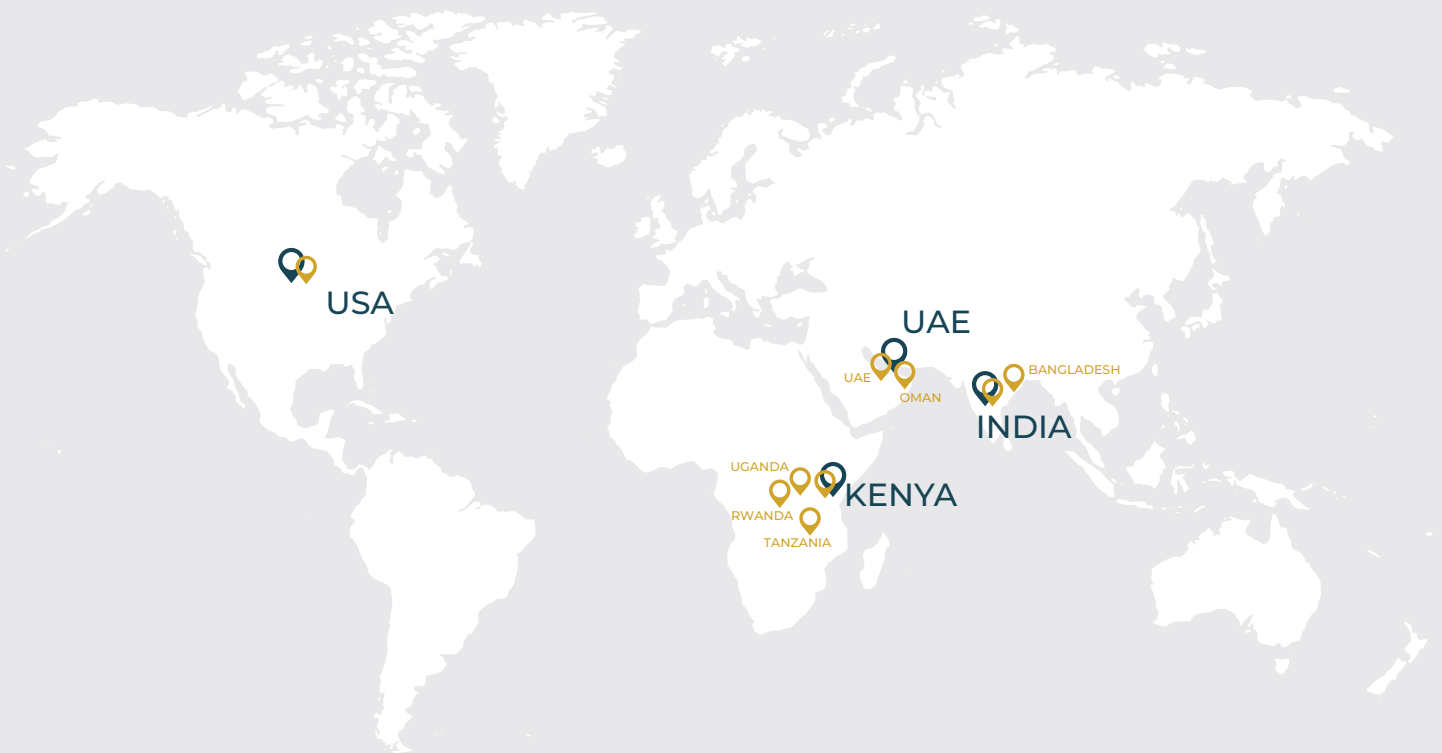 USA
UAE
UAE
OMAN
BANGLADESH
INDIA
UGANDA
KENYA
RWANDA
TANZANIA